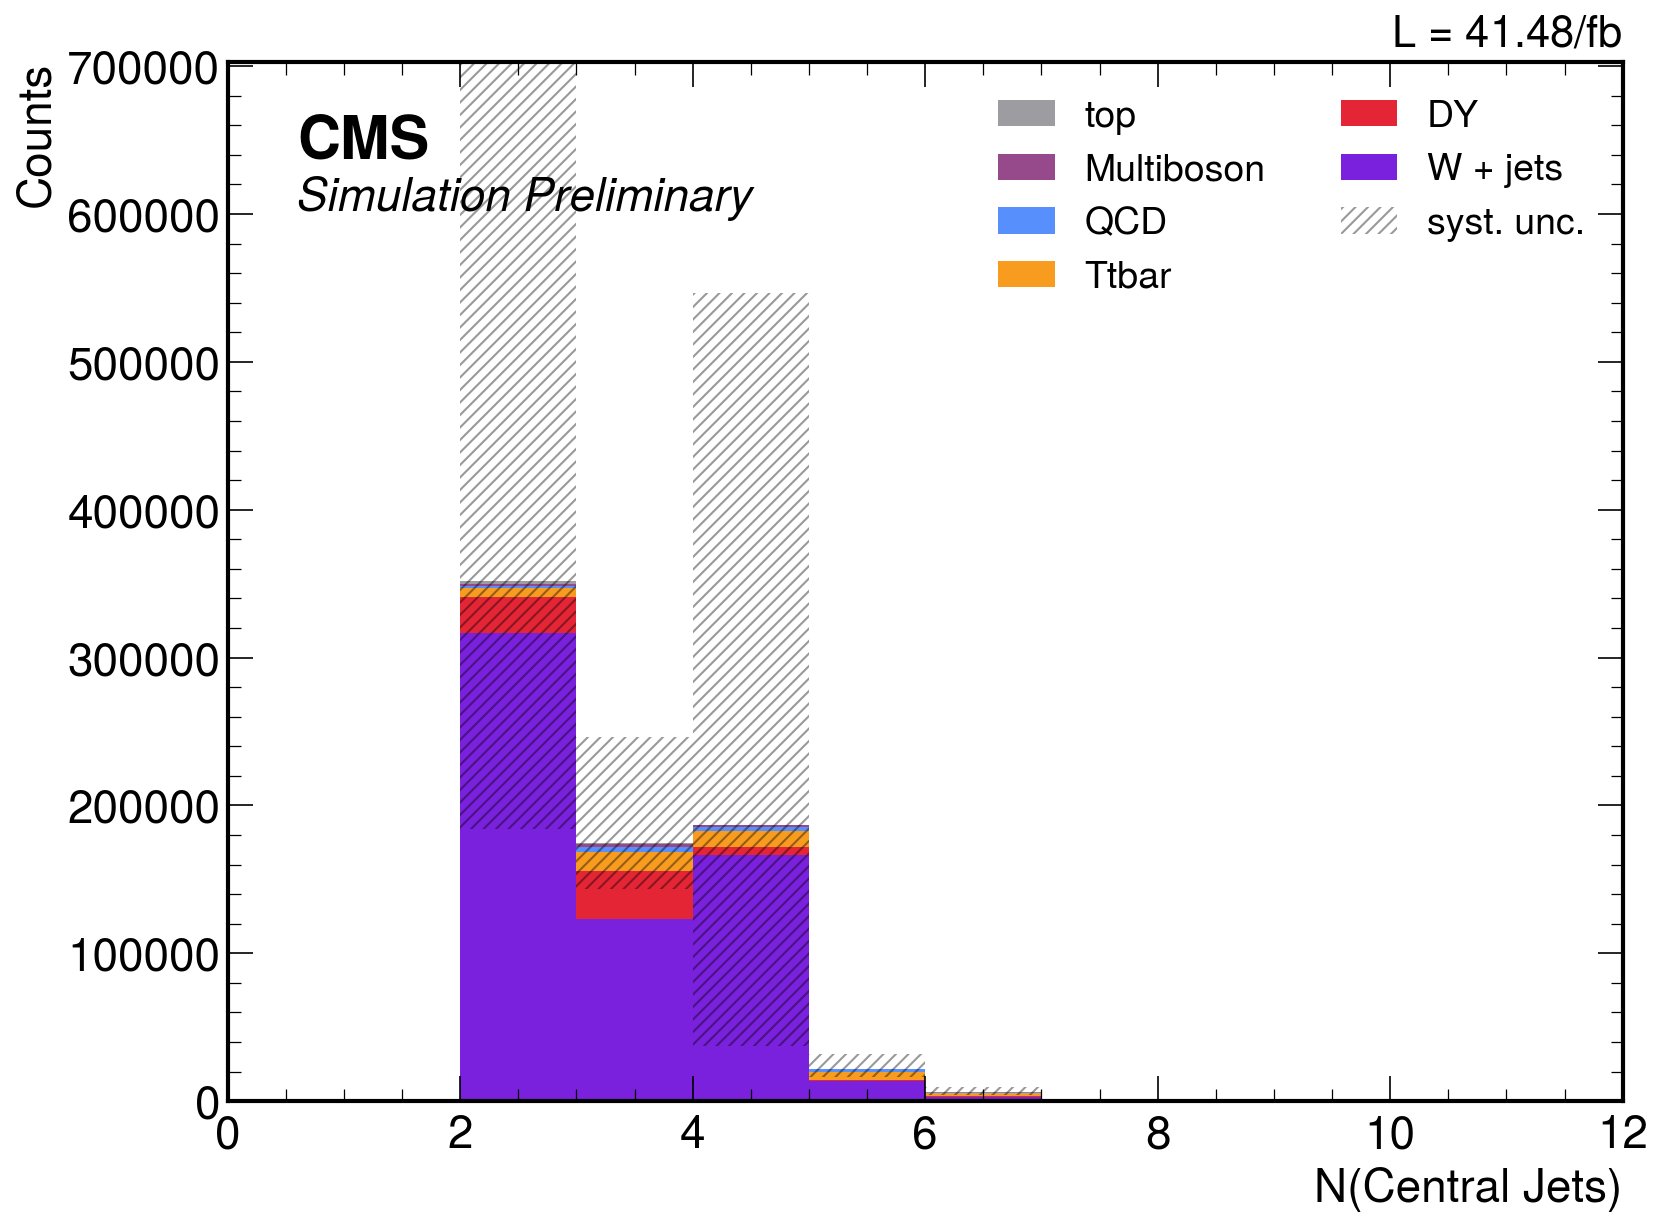 L = 41.48/fb
Counts
700000
600000
500000
400000
300000
200000
100000
0
CMS
Simulation Preliminary
top
Multiboson
QCD
Ttbar
DY
W + jets
syst. unc.
0 2 4 6 8 10 12
N(Central Jets)